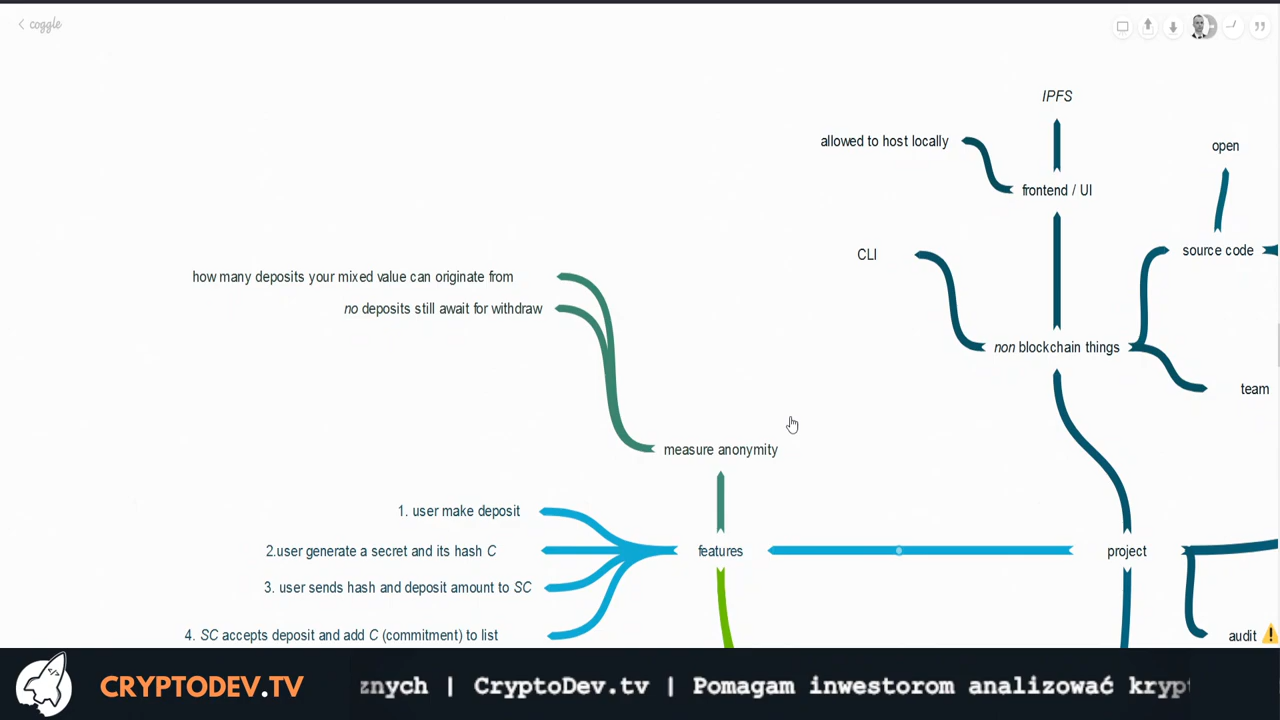 coggle
IPFS
allowed to host locally
open
frontend / UI
CLI
source code
how many deposits your mixed value can originate from
no deposits still await for withdraw
non blockchain things
team
measure anonymity
1. user make deposit
2.user generate a secret and its hash C
features
project
3. user sends hash and deposit amount to SC
4. SC accepts deposit and add C (commitment) to list
audit
CRYPTODEV.TV
znych | CryptoDev.tv | Pomagam inwestorom analizować krypt